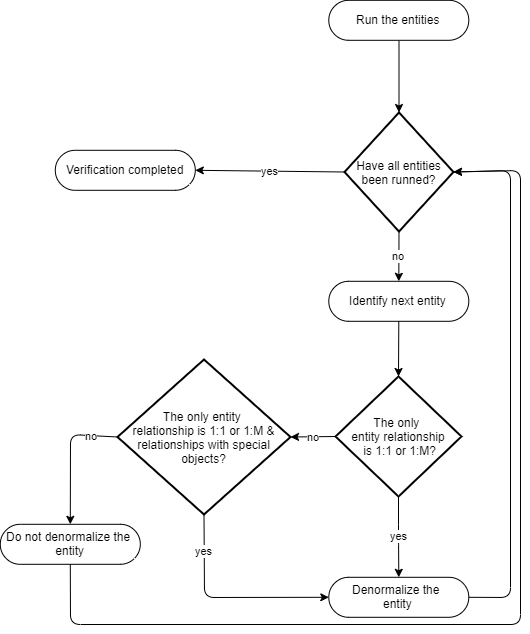 Run the entities
Have all entities
been runned?
Verification completed
yes
no
Identify next entity
The only
entity relationship
is 1:1 or 1:M?
no
The only entity
relationship is 1:1 or 1:M &
relationships with special
objects?
no
yes
yes
Do not denormalize the
entity
Denormalize the
entity